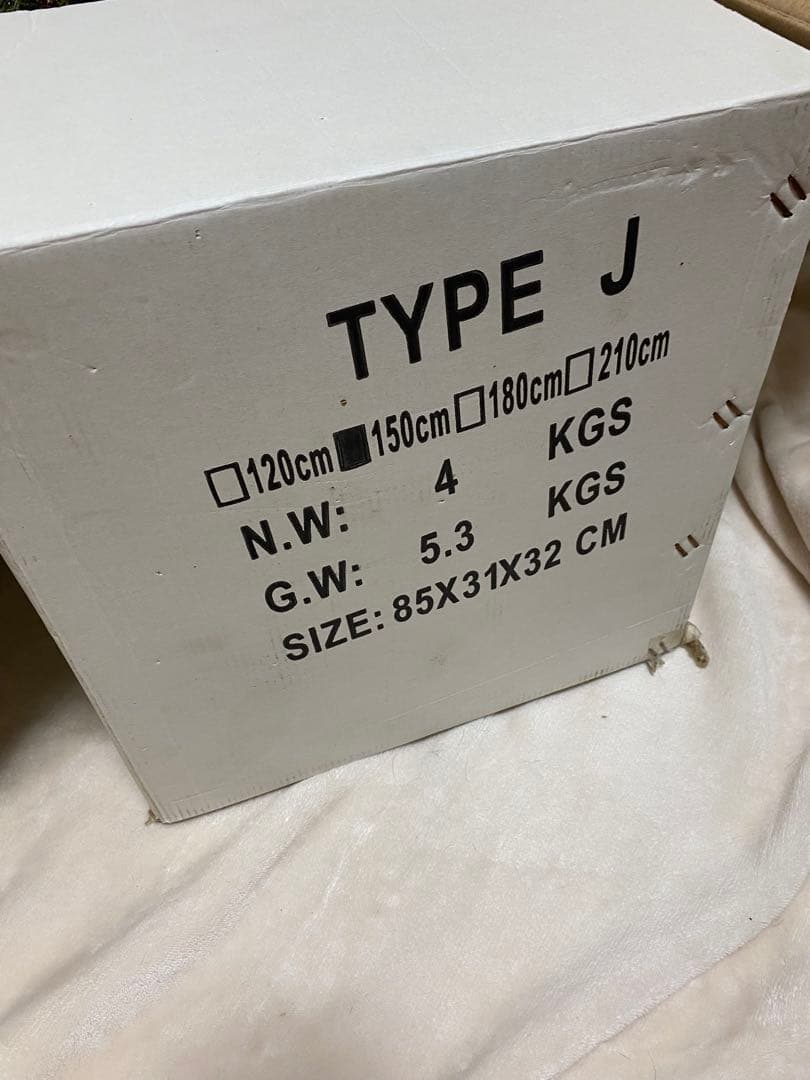 TYPE J
□120cm■150cm□180cm□210cm
N.W: 4 KGS
G.W: 5.3 KGS
SIZE: 85X31X32 CM